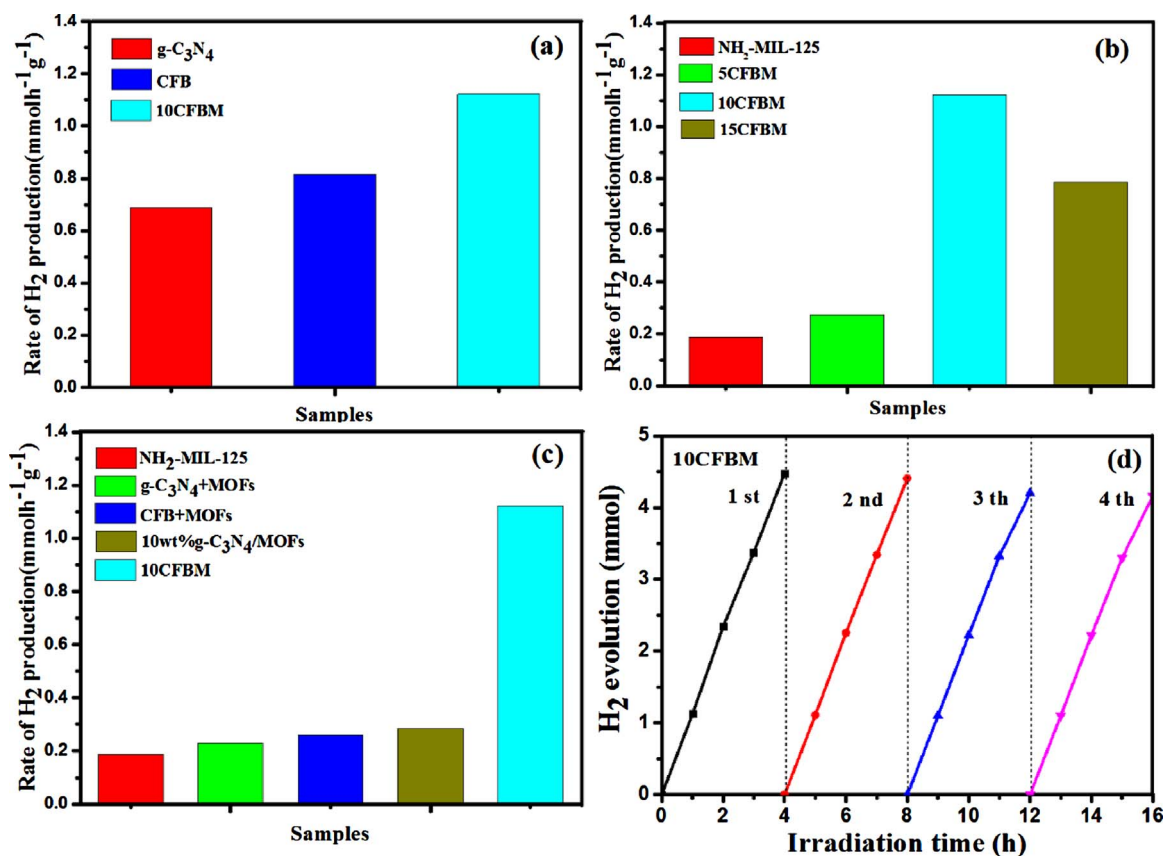 Rate of H2 production(mmolh-1g-1)
1.4
1.2
1.0
0.8
0.6
0.4
0.2
0.0
(a)
g-C3N4
CFB
10CFBM
Samples
Rate of H2 production(mmolh-1g-1)
1.4
1.2
1.0
0.8
0.6
0.4
0.2
0.0
(b)
NH2-MIL-125
5CFBM
10CFBM
15CFBM
Samples
Rate of H2 production(mmolh-1g-1)
1.4
1.2
1.0
0.8
0.6
0.4
0.2
0.0
(c)
NH2-MIL-125
g-C3N4+MOFs
CFB+MOFs
10wt%g-C3N4/MOFs
10CFBM
Samples
H2 evolution (mmol)
5
4
3
2
1
0
10CFBM
(d)
1 st
2 nd
3 th
4 th
0 2 4 6 8 10 12 14 16
Irradiation time (h)